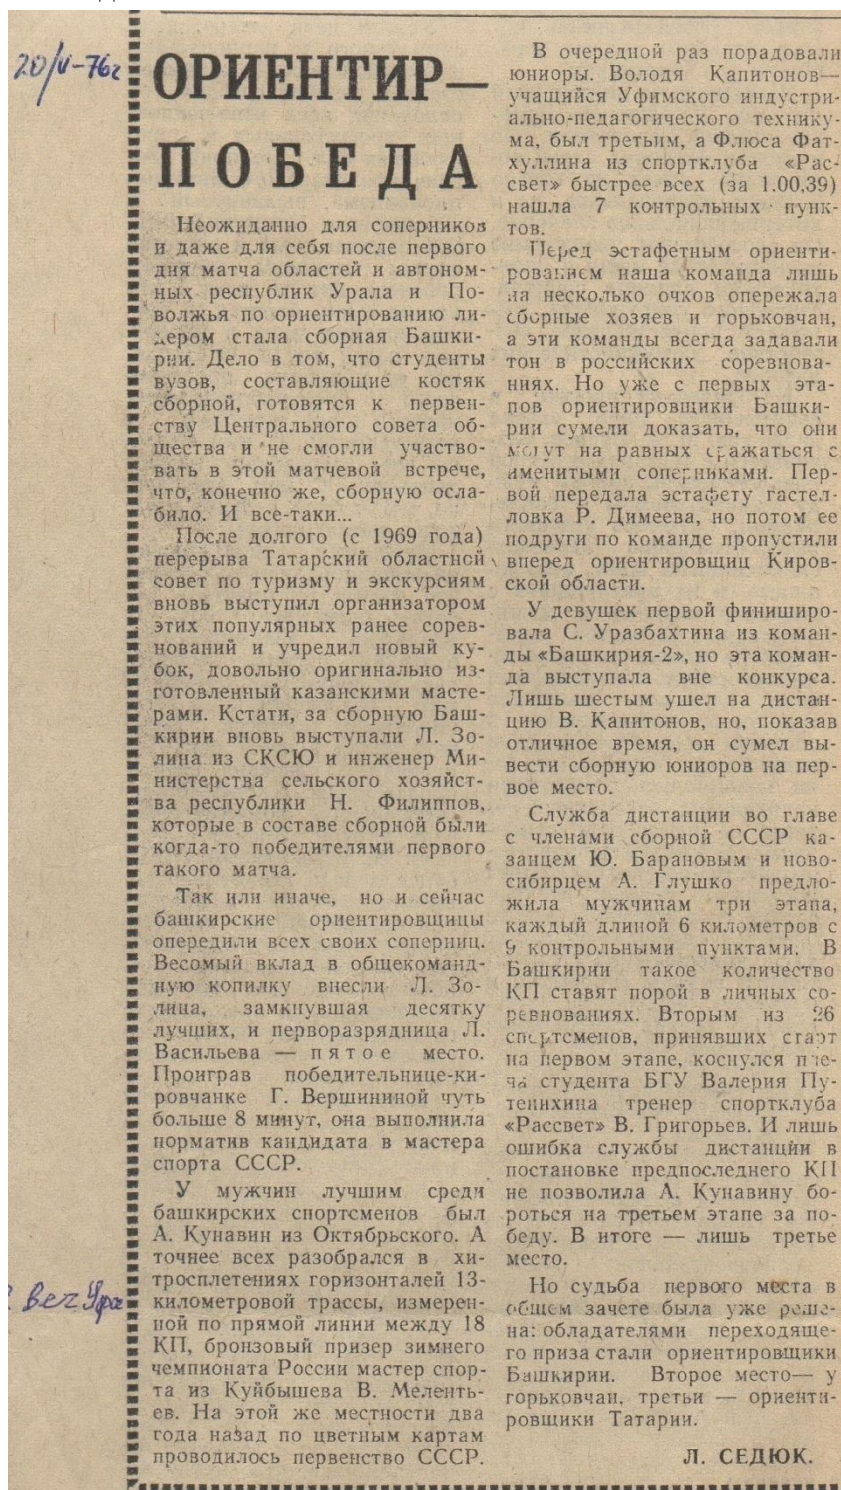 20/V-76г
ОРИЕНТИР—
ПОБЕДА
Неожиданно для соперников
и даже для себя после первого
дня матча областей и автоном-
ных республик Урала и По-
волжья по ориентированию ли-
дером стала сборная Башки-
рии. Дело в том, что студенты
вузов, составляющие костяк
сборной, готовятся к первен-
ству Центрального совета об-
щества и не смогли участво-
вать в этой матчевой встрече,
что, конечно же, сборную осла-
било. И все-таки...
После долгого (с 1969 года)
перерыва Татарский областной
совет по туризму и экскурсиям
вновь выступил организатором
этих популярных ранее сорев-
нований и учредил новый ку-
бок, довольно оригинально из-
готовленный казанскими масте-
рами. Кстати, за сборную Баш-
кирии вновь выступали Л. Зо-
лина из СКСЮ и инженер Ми-
нистерства сельского хозяйст-
ва республики Н. Филиппов,
которые в составе сборной были
когда-то победителями первого
такого матча.
Так или иначе, но и сейчас
башкирские ориентировщицы
опередили всех своих соперниц.
Весомый вклад в общекоманд-
ную копилку внесли Л. Зо-
лина, замкнувшая десятку
лучших, и перворазрядница Л.
Васильева — пятое место.
Проиграв победительнице-ки-
ровчанке Г. Вершининой чуть
больше 8 минут, она выполнила
норматив кандидата в мастера
спорта СССР.
У мужчин лучшим среди
башкирских спортсменов был
А. Кунавин из Октябрьского. А
точнее всех разобрался в хи-
тросплетениях горизонталей 13-
километровой трассы, измерен-
ной по прямой линии между 18
КП, бронзовый призер зимнего
чемпионата России мастер спор-
та из Куйбышева В. Меленть-
ев. На этой же местности два
года назад по цветным картам
проводилось первенство СССР.
В очередной раз порадовали
юниоры. Володя Капитонов—
учащийся Уфимского индустри-
ально-педагогического технику-
ма, был третьим, а Флюса Фат-
хуллина из спортклуба «Рас-
свет» быстрее всех (за 1.00,39)
нашла 7 контрольных пунк-
тов.
Перед эстафетным ориенти-
рованием наша команда лишь
на несколько очков опережала
сборные хозяев и горьковчан,
а эти команды всегда задавали
тон в российских соревнова-
ниях. Но уже с первых эта-
пов ориентировщики Башки-
рии сумели доказать, что они
могут на равных сражаться с
именитыми соперниками. Пер-
вой передала эстафету гастел-
ловка Р. Димеева, но потом ее
подруги по команде пропустили
вперед ориентировщиц Киров-
ской области.
У девушек первой финиширо-
вала С. Уразбахтина из коман-
ды «Башкирия-2», но эта коман-
да выступала вне конкурса.
Лишь шестым ушел на дистан-
цию В. Капитонов, но, показав
отличное время, он сумел вы-
вести сборную юниоров на пер-
вое место.
Служба дистанции во главе
с членами сборной СССР ка-
занцем Ю. Барановым и ново-
сибирцем А. Глушко предло-
жила мужчинам три этапа,
каждый длиной 6 километров с
9 контрольными пунктами. В
Башкирии такое количество
КП ставят порой в личных со-
ревнованиях. Вторым из 26
спортсменов, принявших старт
на первом этапе, коснулся пле-
ча студента БГУ Валерия Пу-
тенихина тренер спортклуба
«Рассвет» В. Григорьев. И лишь
ошибка службы дистанции в
постановке предпоследнего КП
не позволила А. Кунавину бо-
роться на третьем этапе за по-
беду. В итоге — лишь третье
место.
Но судьба первого места в
общем зачете была уже реше-
на: обладателями переходяще-
го приза стали ориентировщики
Башкирии. Второе место— у
горьковчан, третьи — ориенти-
ровщики Татарии.
Л. СЕДЮК.
Веч Уфа